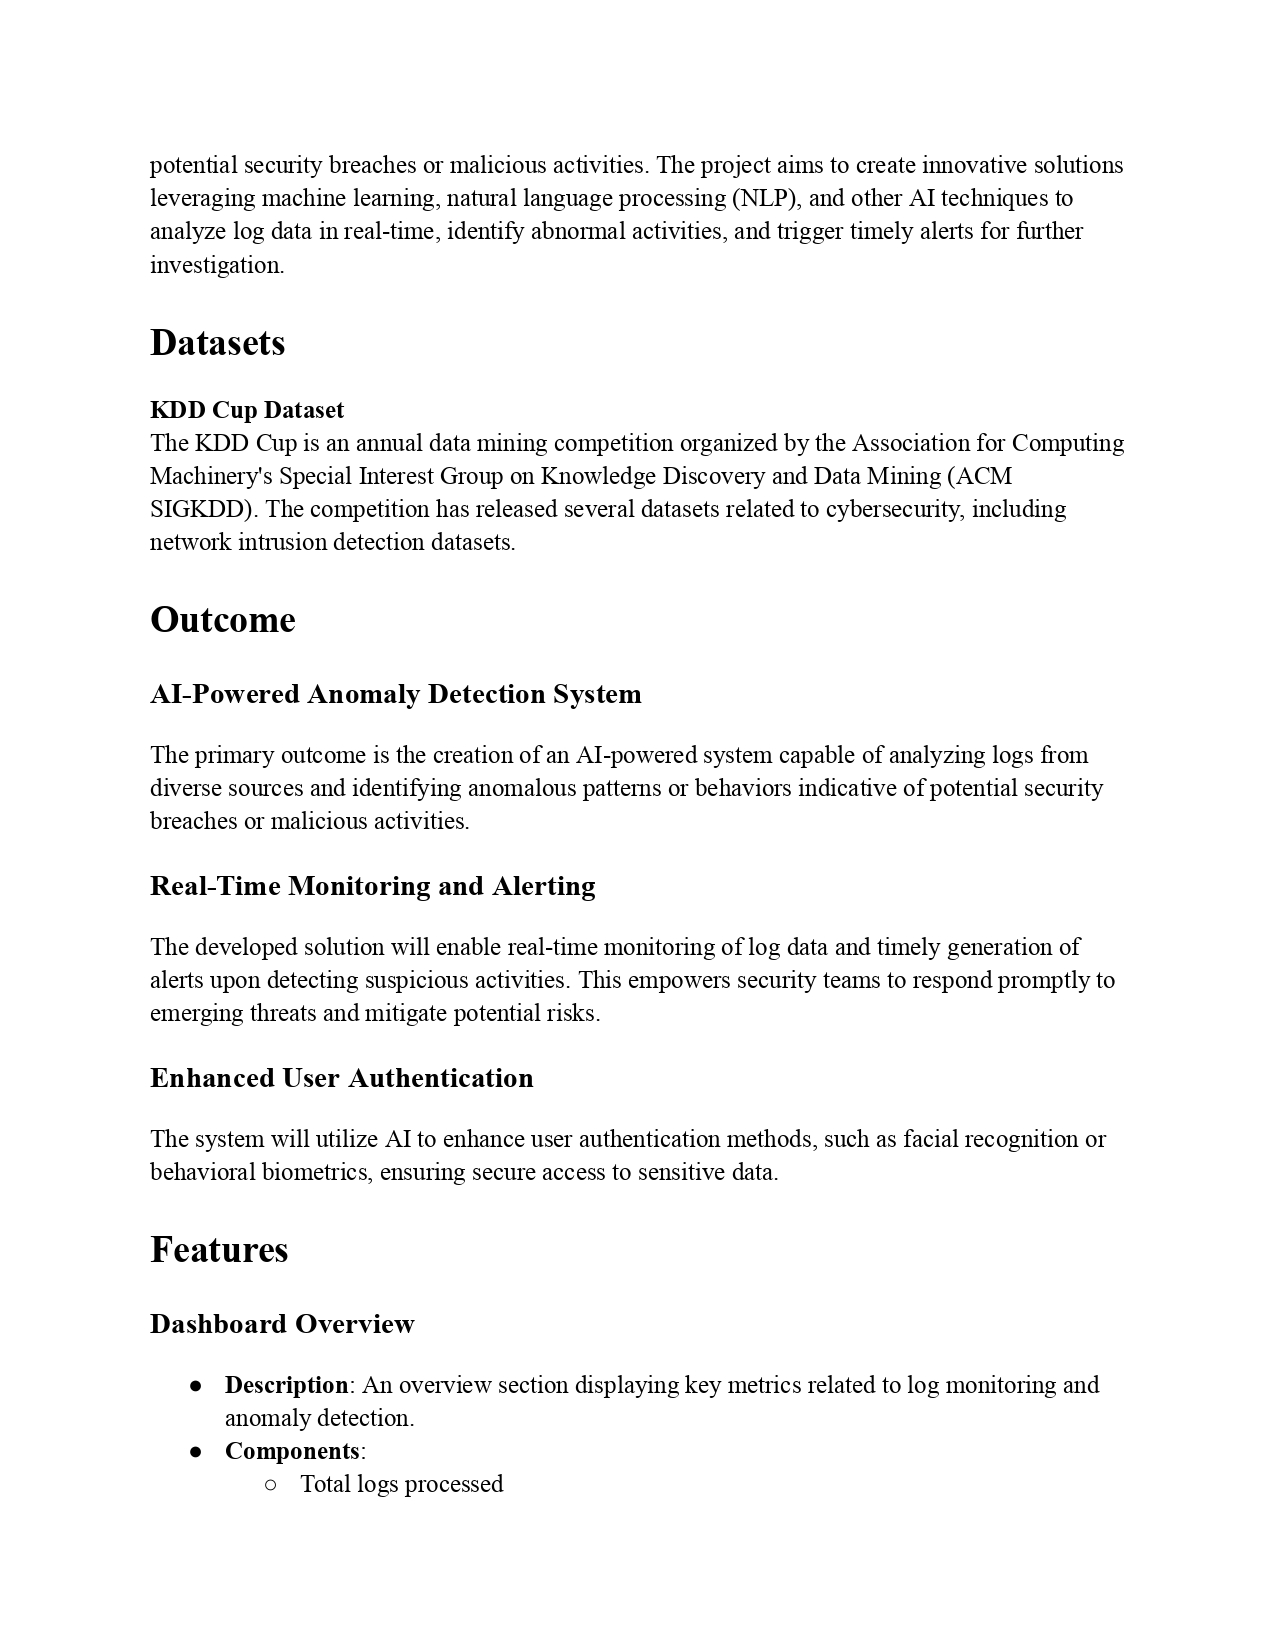 potential security breaches or malicious activities. The project aims to create innovative solutions
leveraging machine learning, natural language processing (NLP), and other AI techniques to
analyze log data in real-time, identify abnormal activities, and trigger timely alerts for further
investigation.
Datasets
KDD Cup Dataset
The KDD Cup is an annual data mining competition organized by the Association for Computing
Machinery's Special Interest Group on Knowledge Discovery and Data Mining (ACM
SIGKDD). The competition has released several datasets related to cybersecurity, including
network intrusion detection datasets.
Outcome
AI-Powered Anomaly Detection System
The primary outcome is the creation of an AI-powered system capable of analyzing logs from
diverse sources and identifying anomalous patterns or behaviors indicative of potential security
breaches or malicious activities.
Real-Time Monitoring and Alerting
The developed solution will enable real-time monitoring of log data and timely generation of
alerts upon detecting suspicious activities. This empowers security teams to respond promptly to
emerging threats and mitigate potential risks.
Enhanced User Authentication
The system will utilize AI to enhance user authentication methods, such as facial recognition or
behavioral biometrics, ensuring secure access to sensitive data.
Features
Dashboard Overview
● Description: An overview section displaying key metrics related to log monitoring and
anomaly detection.
● Components:
○ Total logs processed